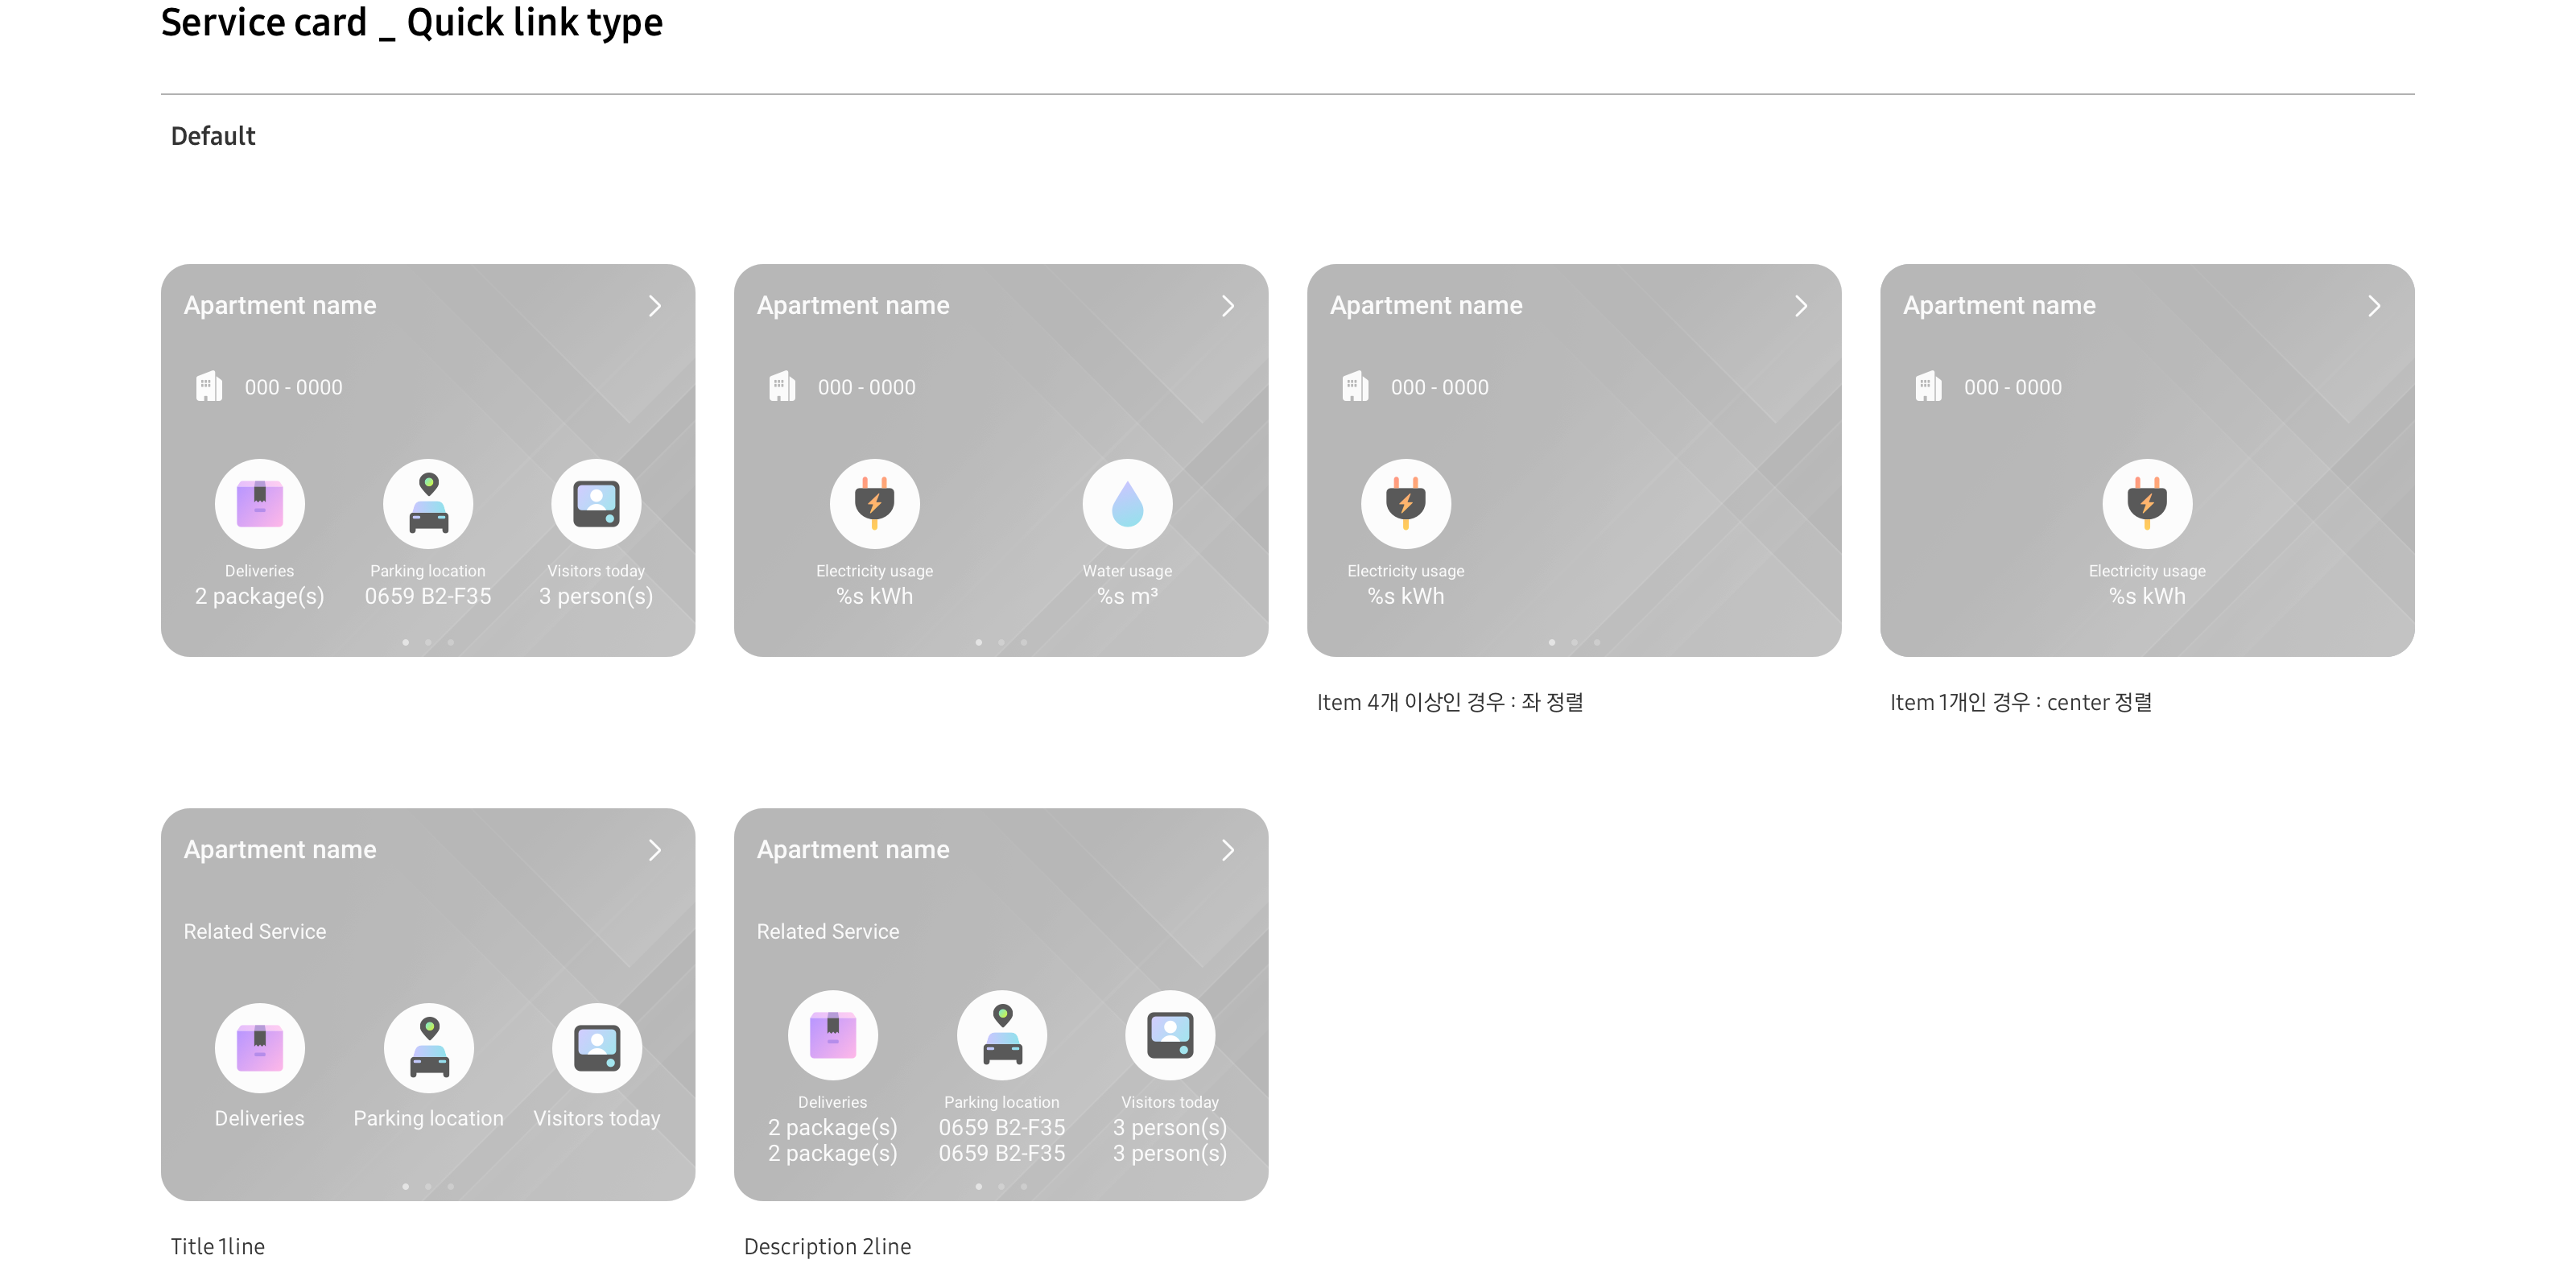 Service card _ Quick link type
Default
Apartment name
000 - 0000
Deliveries
2 package(s)
Parking location
0659 B2-F35
Visitors today
3 person(s)
Apartment name
000 - 0000
Electricity usage
%s kWh
Water usage
%s m³
Apartment name
000 - 0000
Electricity usage
%s kWh
Item 4개 이상인 경우 : 좌 정렬
Apartment name
000 - 0000
Electricity usage
%s kWh
Item 1개인 경우 : center 정렬
Apartment name
Related Service
Deliveries
Parking location
Visitors today
Title 1line
Apartment name
Related Service
Deliveries
2 package(s)
2 package(s)
Parking location
0659 B2-F35
0659 B2-F35
Visitors today
3 person(s)
3 person(s)
Description 2line